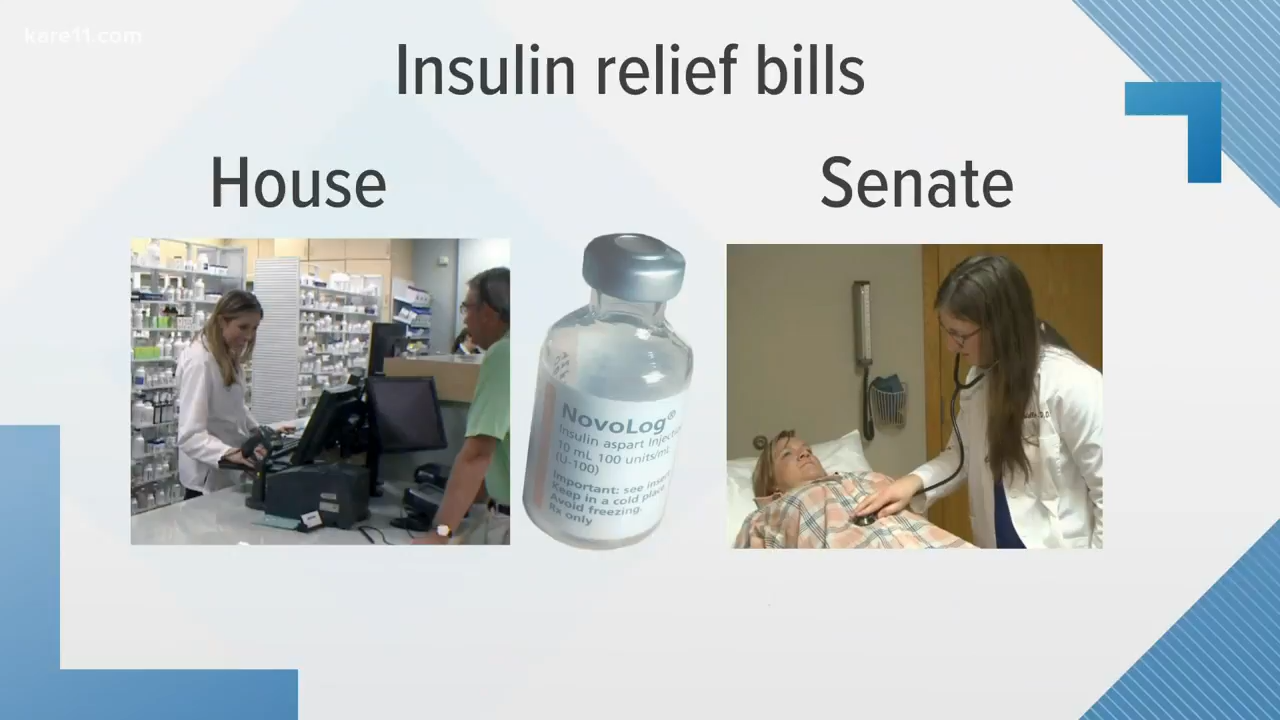 kare11.com
Insulin relief bills
House
Senate
NovoLog®
Insulin aspart
10 mL 100 units/mL
(U-100)
Important: see
Keep in a cold place
Avoid freezing.
Rx only